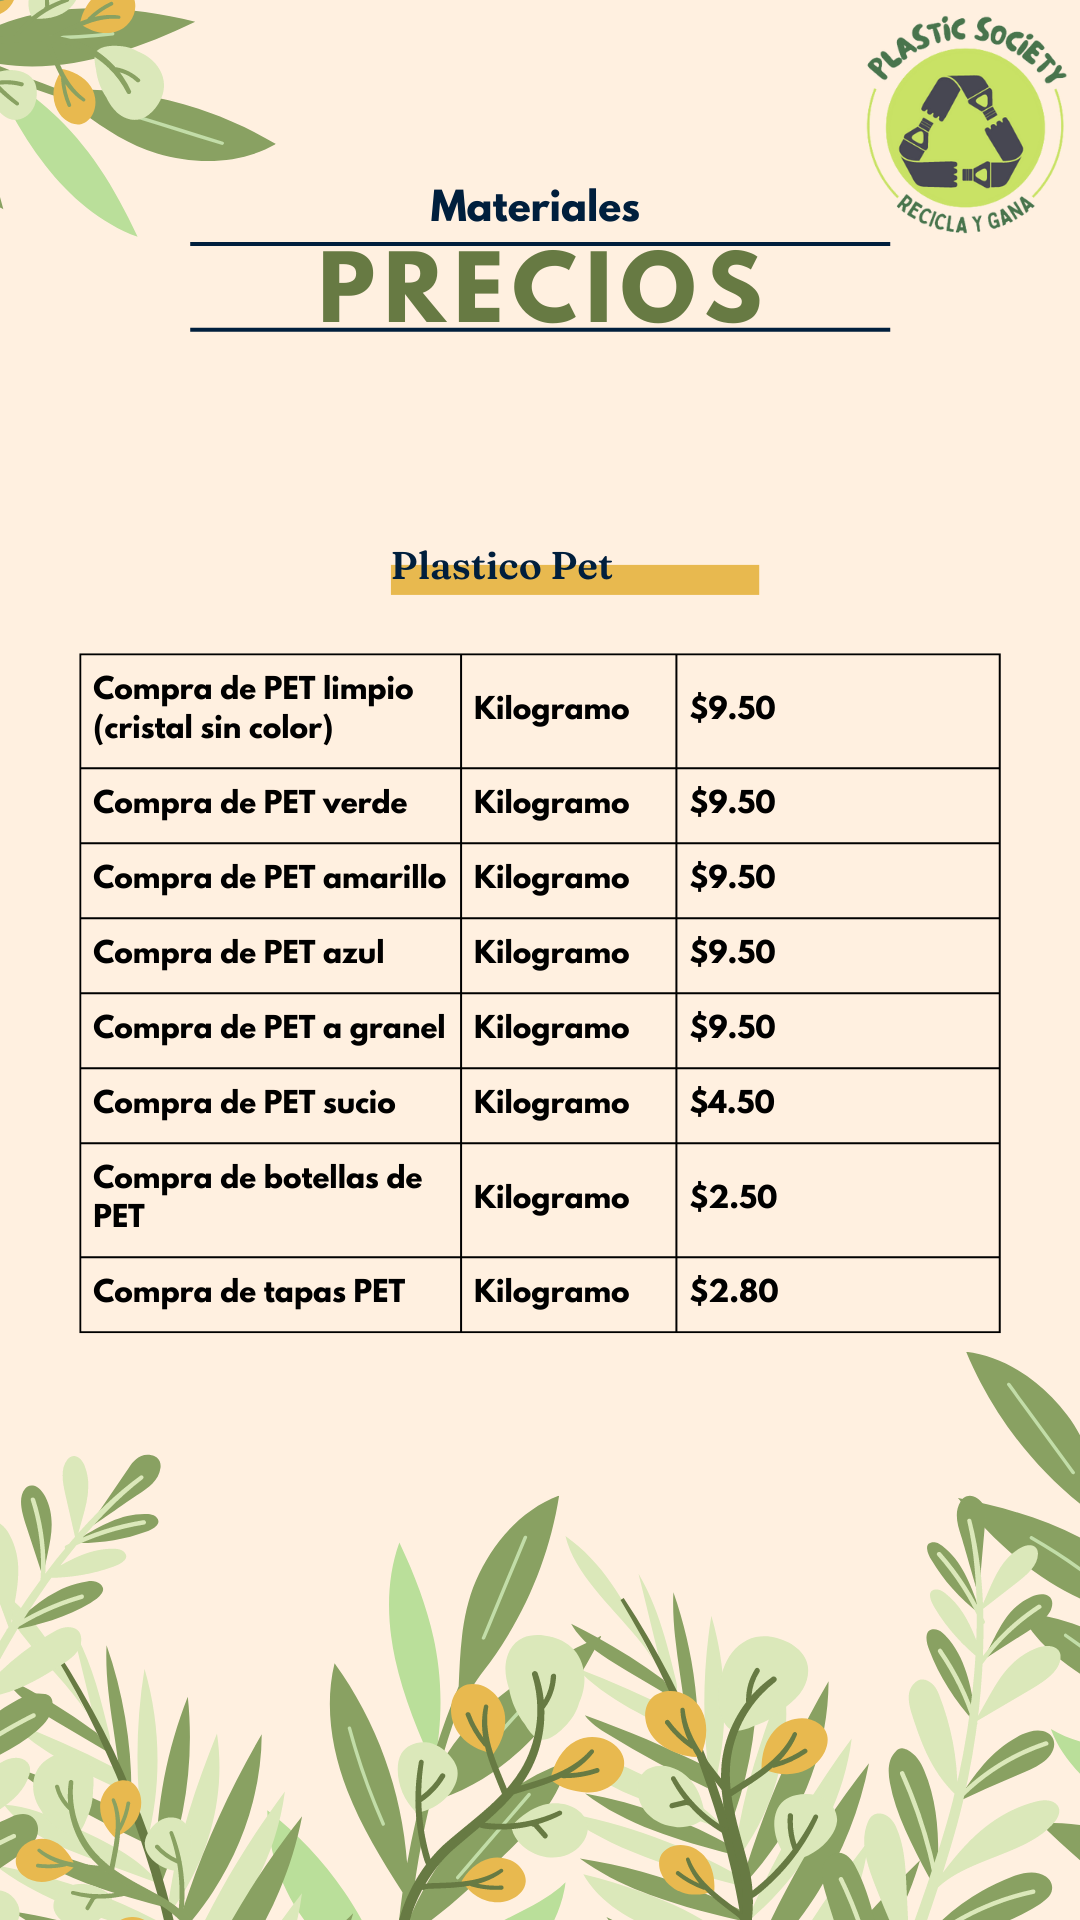 PLASTIC SOCIETY
RECICLA Y GANA
Materiales
PRECIOS
Plastico Pet
Compra de PET limpio
(cristal sin color)
Kilogramo
$9.50
Compra de PET verde
Kilogramo
$9.50
Compra de PET amarillo
Kilogramo
$9.50
Compra de PET azul
Kilogramo
$9.50
Compra de PET a granel
Kilogramo
$9.50
Compra de PET sucio
Kilogramo
$4.50
Compra de botellas de
PET
Kilogramo
$2.50
Compra de tapas PET
Kilogramo
$2.80